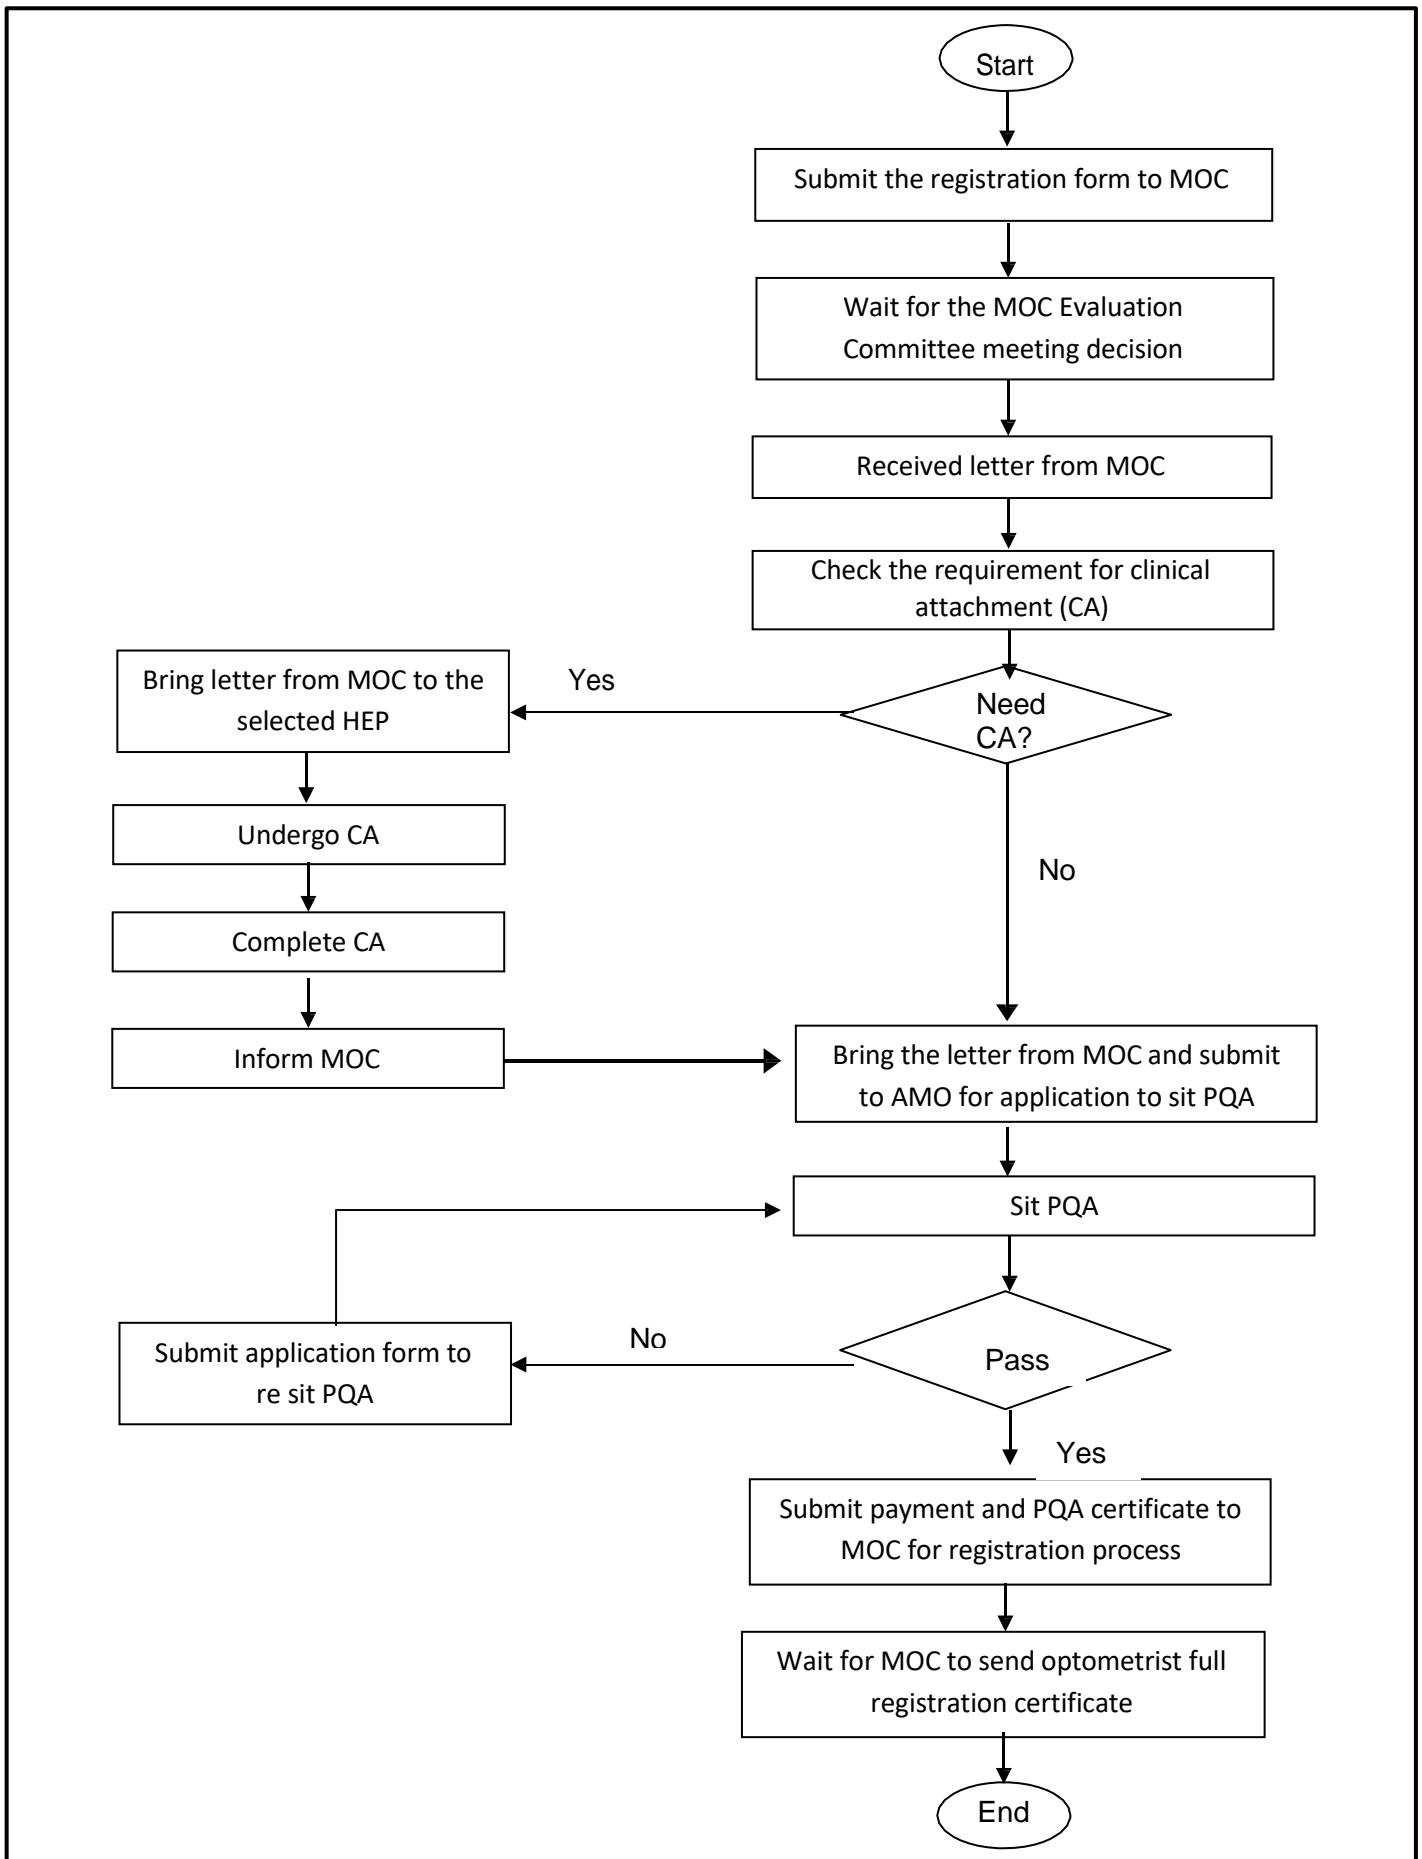 Start
Submit the registration form to MOC
Wait for the MOC Evaluation
Committee meeting decision
Received letter from MOC
Check the requirement for clinical
attachment (CA)
Need
CA?
Yes
Bring letter from MOC to the
selected HEP
Undergo CA
Complete CA
Inform MOC
No
Bring the letter from MOC and submit
to AMO for application to sit PQA
Sit PQA
Pass
No
Submit application form to
re sit PQA
Yes
Submit payment and PQA certificate to
MOC for registration process
Wait for MOC to send optometrist full
registration certificate
End